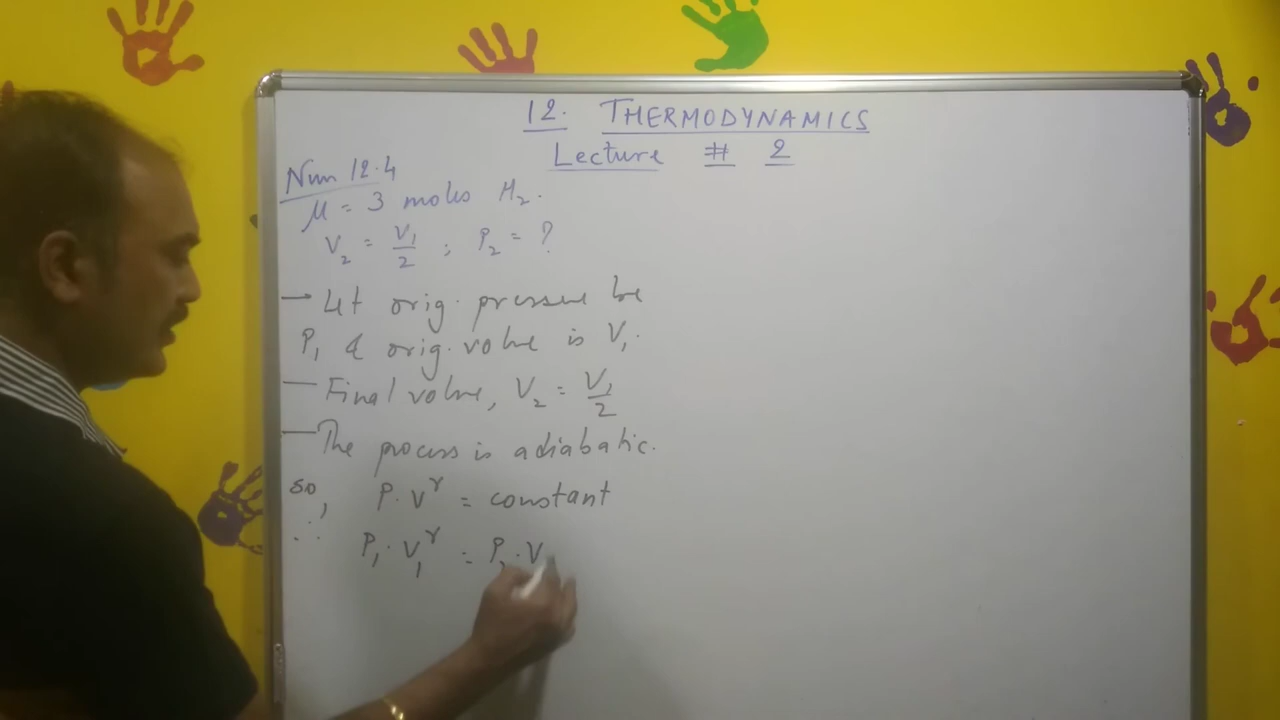 12. THERMODYNAMICS
Lecture # 2
Num 12.4
μ = 3 moles H₂.
V₂ = V₁/2 ; P₂ = ?
→ Let orig. pressure be
P₁ & orig. volume is V₁.
— Final volume, V₂ = V₁/2
— The process is adiabatic.
so, P.V^γ = constant
∴ P₁.V₁^γ = P₂.V